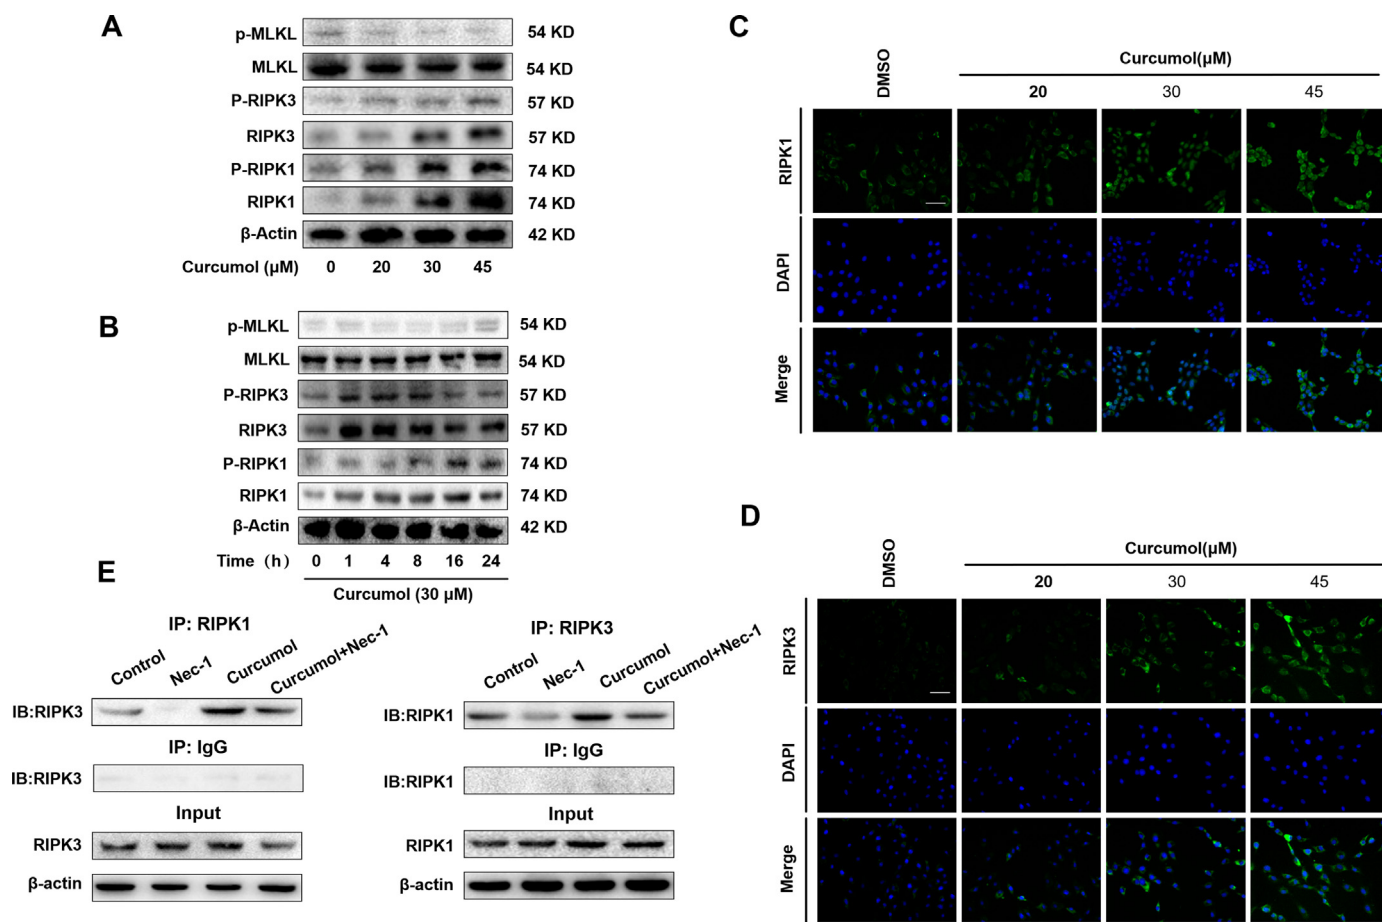 A
p-MLKL 54 KD
MLKL 54 KD
P-RIPK3 57 KD
RIPK3 57 KD
P-RIPK1 74 KD
RIPK1 74 KD
β-Actin 42 KD
Curcumol (μM) 0 20 30 45
B
p-MLKL 54 KD
MLKL 54 KD
P-RIPK3 57 KD
RIPK3 57 KD
P-RIPK1 74 KD
RIPK1 74 KD
β-Actin 42 KD
Time (h) 0 1 4 8 16 24
Curcumol (30 μM)
C
DMSO
Curcumol(μM)
20 30 45
RIPK1
DAPI
Merge
D
DMSO
Curcumol(μM)
20 30 45
RIPK3
DAPI
Merge
E
IP: RIPK1
Control Nec-1 Curcumol Curcumol+Nec-1
IB:RIPK3
IP: IgG
IB:RIPK3
Input
RIPK3
β-actin
IP: RIPK3
Control Nec-1 Curcumol Curcumol+Nec-1
IB:RIPK1
IP: IgG
IB:RIPK1
Input
RIPK1
β-actin